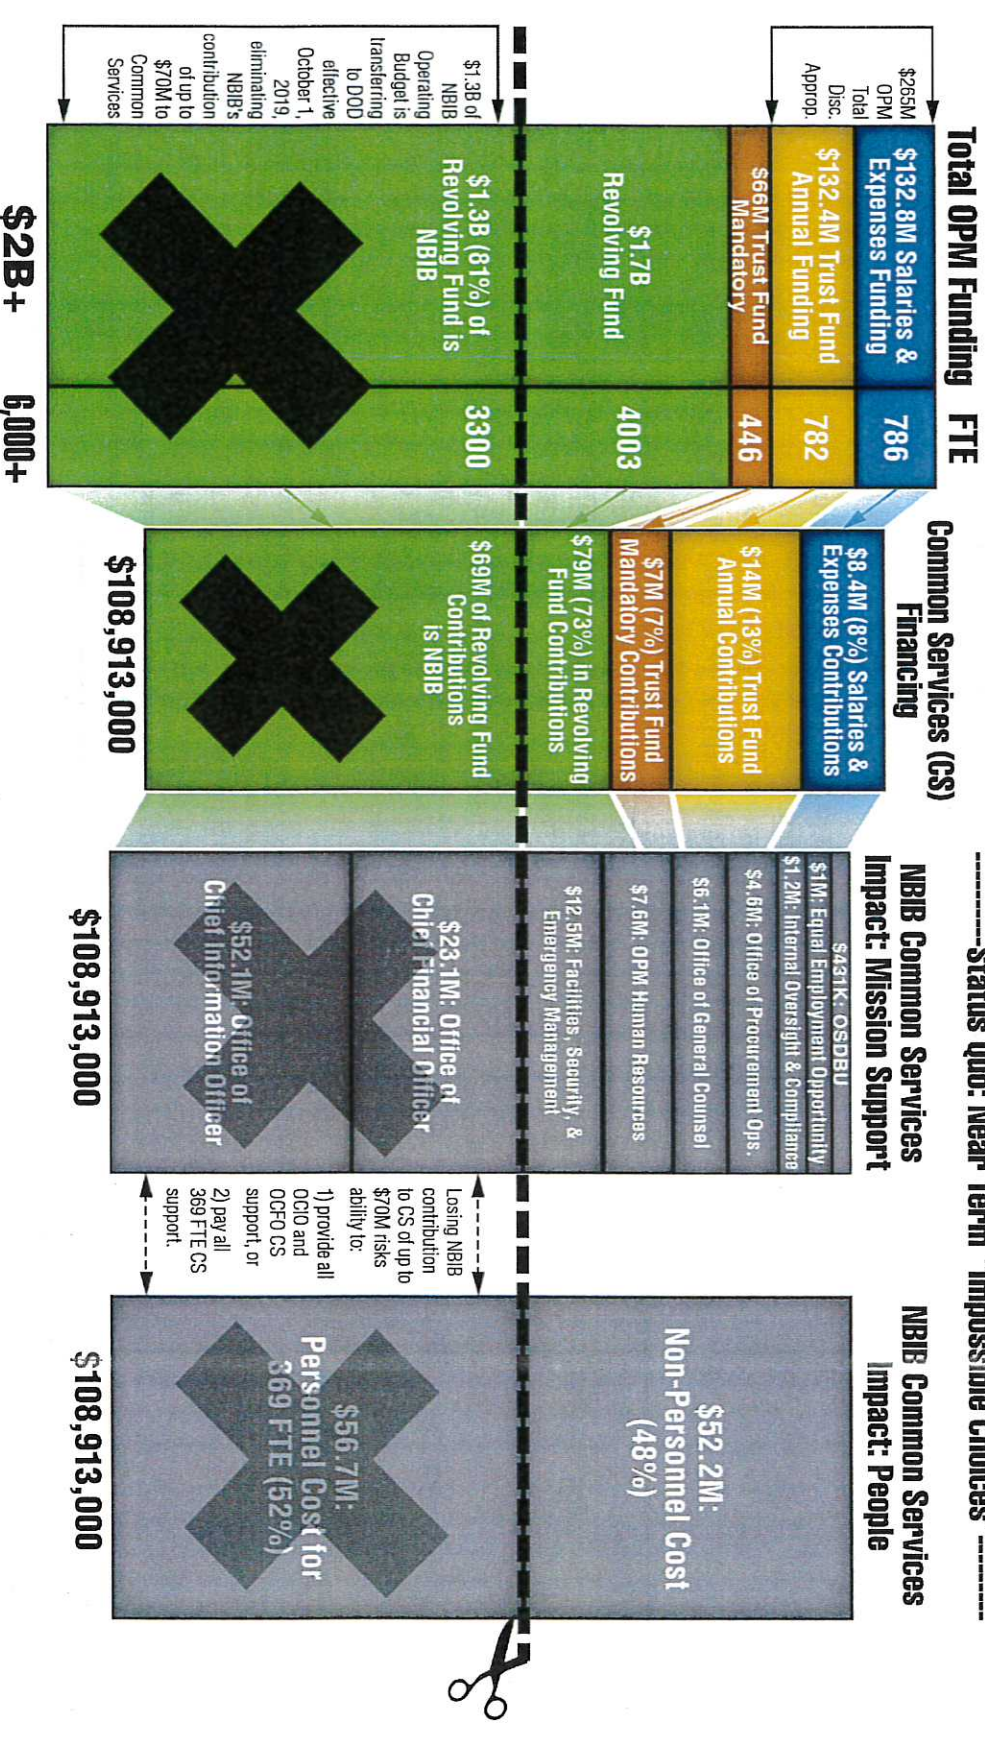 Status Quo: Near Term "Impossible Choices"
Total OPM Funding FTE
$265M
OPM
Total
Disc.
Approp.
$132.8M Salaries &
Expenses Funding
786
$132.4M Trust Fund
Annual Funding
782
$66M Trust Fund
Mandatory
446
$1.7B
Revolving Fund
4003
$1.3B of
NBIB
Operating
Budget is
transferring
to DOD
effective
October 1,
2019,
eliminating
NBIB's
contribution
of up to
$70M to
Common
Services
$1.3B (81%) of
Revolving Fund is
NBIB
3300
$2B+ 6,000+
Common Services (CS)
Financing
$8.4M (8%) Salaries &
Expenses Contributions
$14M (13%) Trust Fund
Annual Contributions
$7M (7%) Trust Fund
Mandatory Contributions
$79M (73%) in Revolving
Fund Contributions
$69M of Revolving Fund
Contributions
is NBIB
$108,913,000
NBIB Common Services
Impact: Mission Support
$431K: OSDBU
$1M: Equal Employment Opportunity
$1.2M: Internal Oversight & Compliance
$4.6M: Office of Procurement Ops.
$6.1M: Office of General Counsel
$7.6M: OPM Human Resources
$12.5M: Facilities, Security, &
Emergency Management
$23.1M: Office of
Chief Financial Officer
$52.1M: Office of
Chief Information Officer
$108,913,000
Losing NBIB
contribution
to CS of up to
$70M risks
ability to:
1) provide all
OCIO and
OCFO CS
support, or
2) pay all
369 FTE CS
support.
NBIB Common Services
Impact: People
$52.2M:
Non-Personnel Cost
(48%)
$56.7M:
Personnel Cost for
369 FTE (52%)
$108,913,000